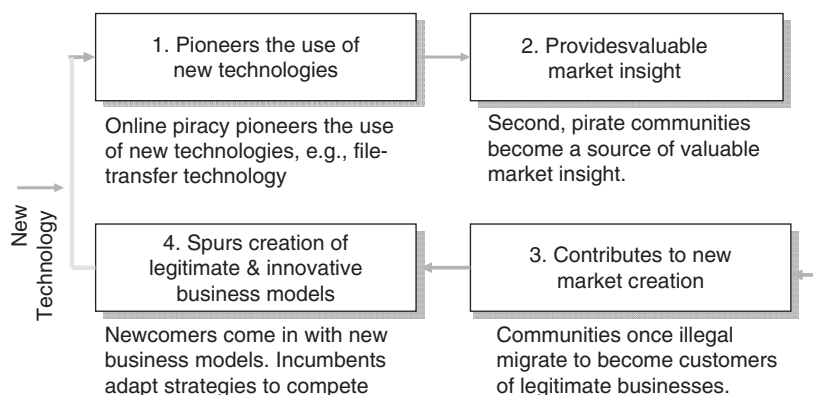 1. Pioneers the use of
new technologies
2. Providesvaluable
market insight
Online piracy pioneers the use
of new technologies, e.g., file-
transfer technology
Second, pirate communities
become a source of valuable
market insight.
New
Technology
4. Spurs creation of
legitimate & innovative
business models
3. Contributes to new
market creation
Newcomers come in with new
business models. Incumbents
adapt strategies to compete
Communities once illegal
migrate to become customers
of legitimate businesses.